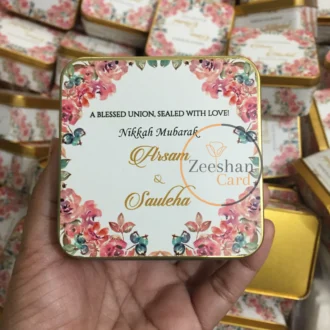 A BLESSED UNION, SEALED WITH LOVE!
Nikkah Mubarak
Arsam
&
Sauleha
Zeeshan
Card